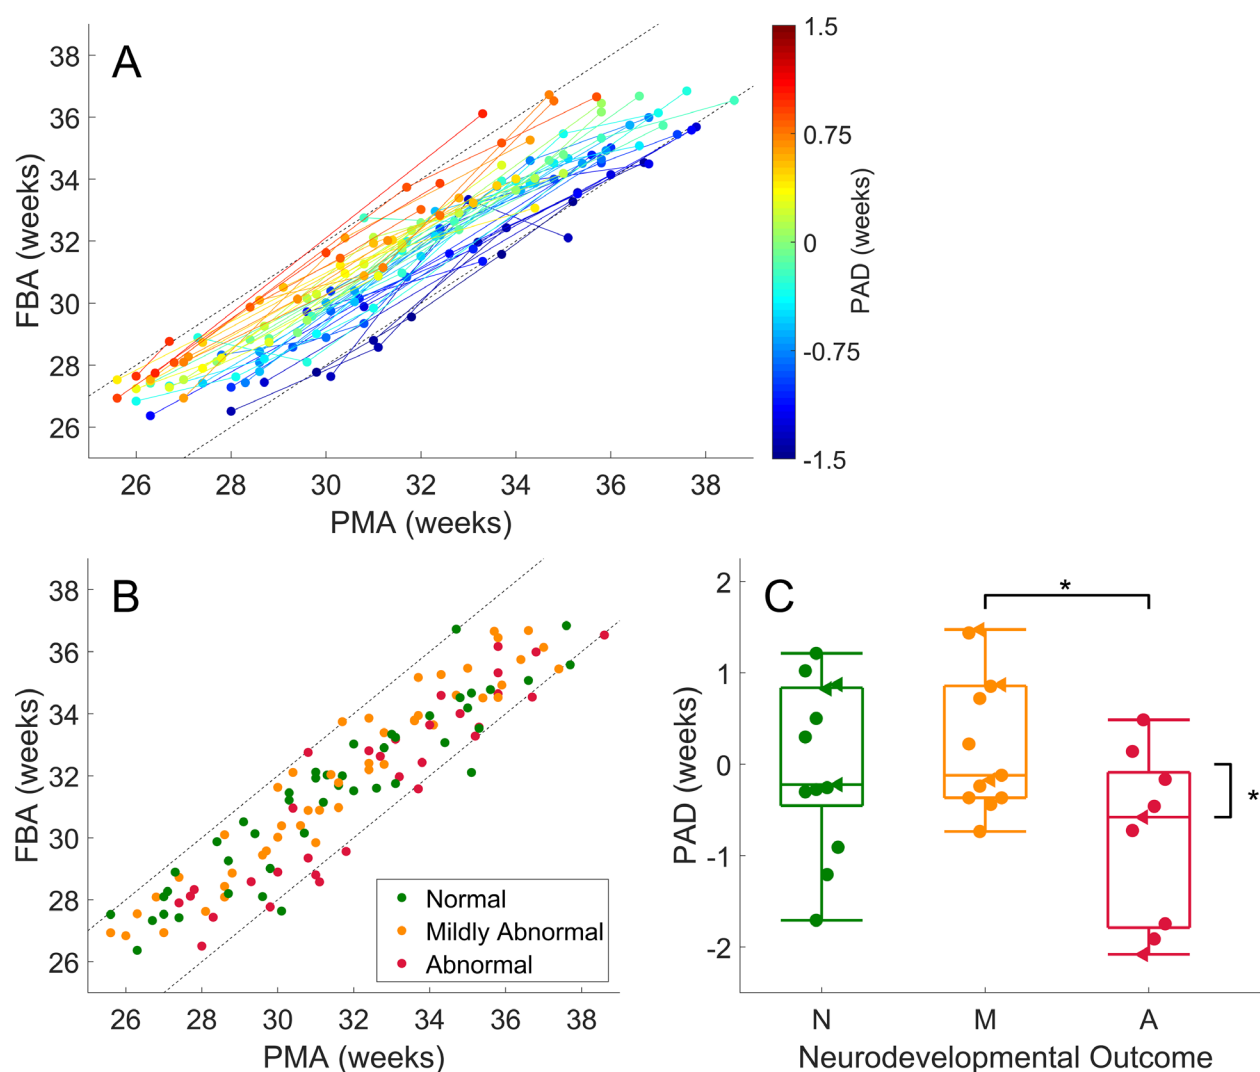 A
38
36
34
32
30
28
26
FBA (weeks)
26 28 30 32 34 36 38
PMA (weeks)
1.5
0.75
0
-0.75
-1.5
PAD (weeks)
B
38
36
34
32
30
28
26
FBA (weeks)
26 28 30 32 34 36 38
PMA (weeks)
Normal
Mildly Abnormal
Abnormal
C
2
1
0
-1
-2
PAD (weeks)
*
*
N M A
Neurodevelopmental Outcome